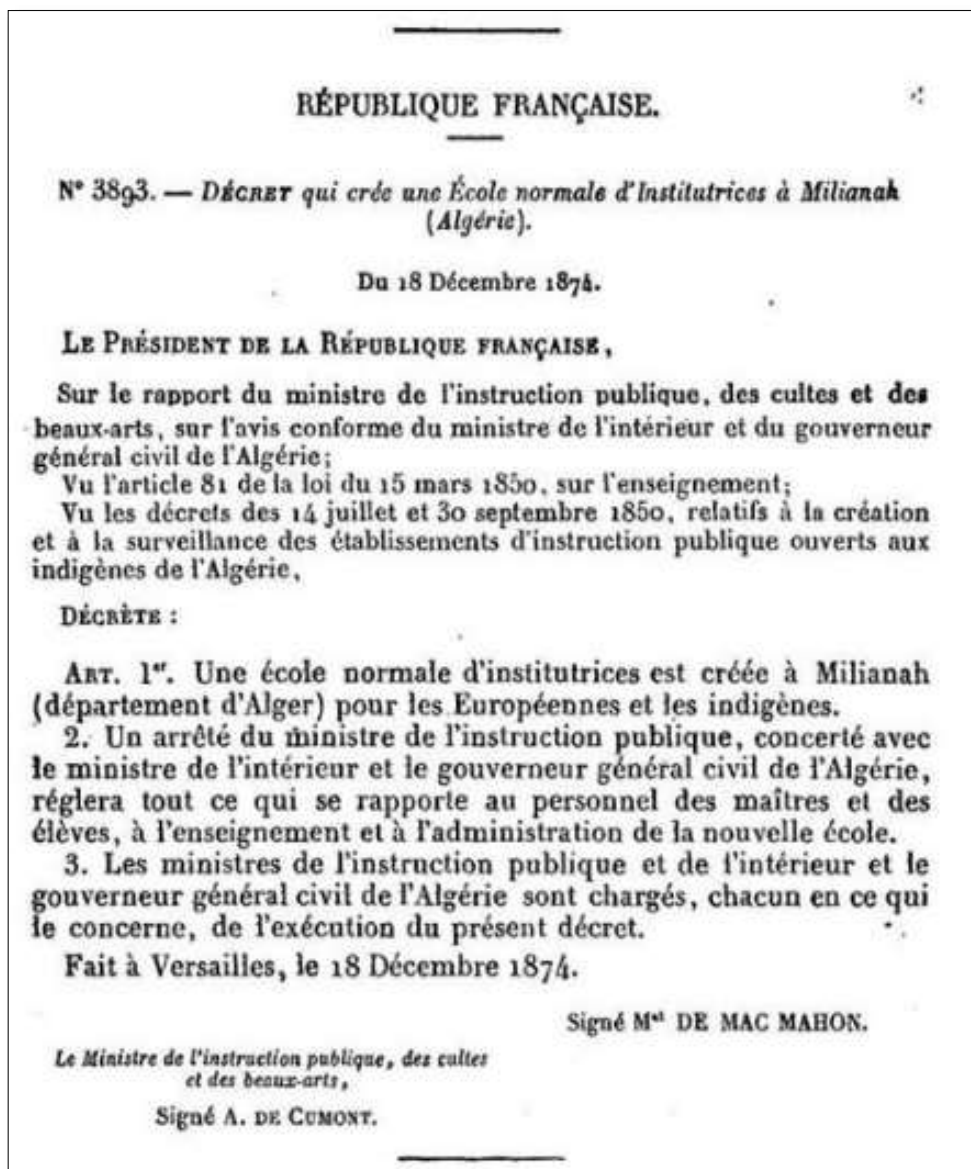 RÉPUBLIQUE FRANÇAISE.
N° 3893. — DÉCRET qui crée une École normale d'Institutrices à Milianah
(Algérie).
Du 18 Décembre 1874.
LE PRÉSIDENT DE LA RÉPUBLIQUE FRANÇAISE,
Sur le rapport du ministre de l'instruction publique, des cultes et des
beaux-arts, sur l'avis conforme du ministre de l'intérieur et du gouverneur
général civil de l'Algérie;
Vu l'article 81 de la loi du 15 mars 1850, sur l'enseignement;
Vu les décrets des 14 juillet et 30 septembre 1850, relatifs à la création
et à la surveillance des établissements d'instruction publique ouverts aux
indigènes de l'Algérie,
DÉCRÈTE :
ART. 1er. Une école normale d'institutrices est créée à Milianah
(département d'Alger) pour les Européennes et les indigènes.
2. Un arrêté du ministre de l'instruction publique, concerté avec
le ministre de l'intérieur et le gouverneur général civil de l'Algérie,
réglera tout ce qui se rapporte au personnel des maîtres et des
élèves, à l'enseignement et à l'administration de la nouvelle école.
3. Les ministres de l'instruction publique et de l'intérieur et le
gouverneur général civil de l'Algérie sont chargés, chacun en ce qui
le concerne, de l'exécution du présent décret.
Fait à Versailles, le 18 Décembre 1874.
Signé Mal DE MAC MAHON.
Le Ministre de l'instruction publique, des cultes
et des beaux-arts,
Signé A. DE CUMONT.